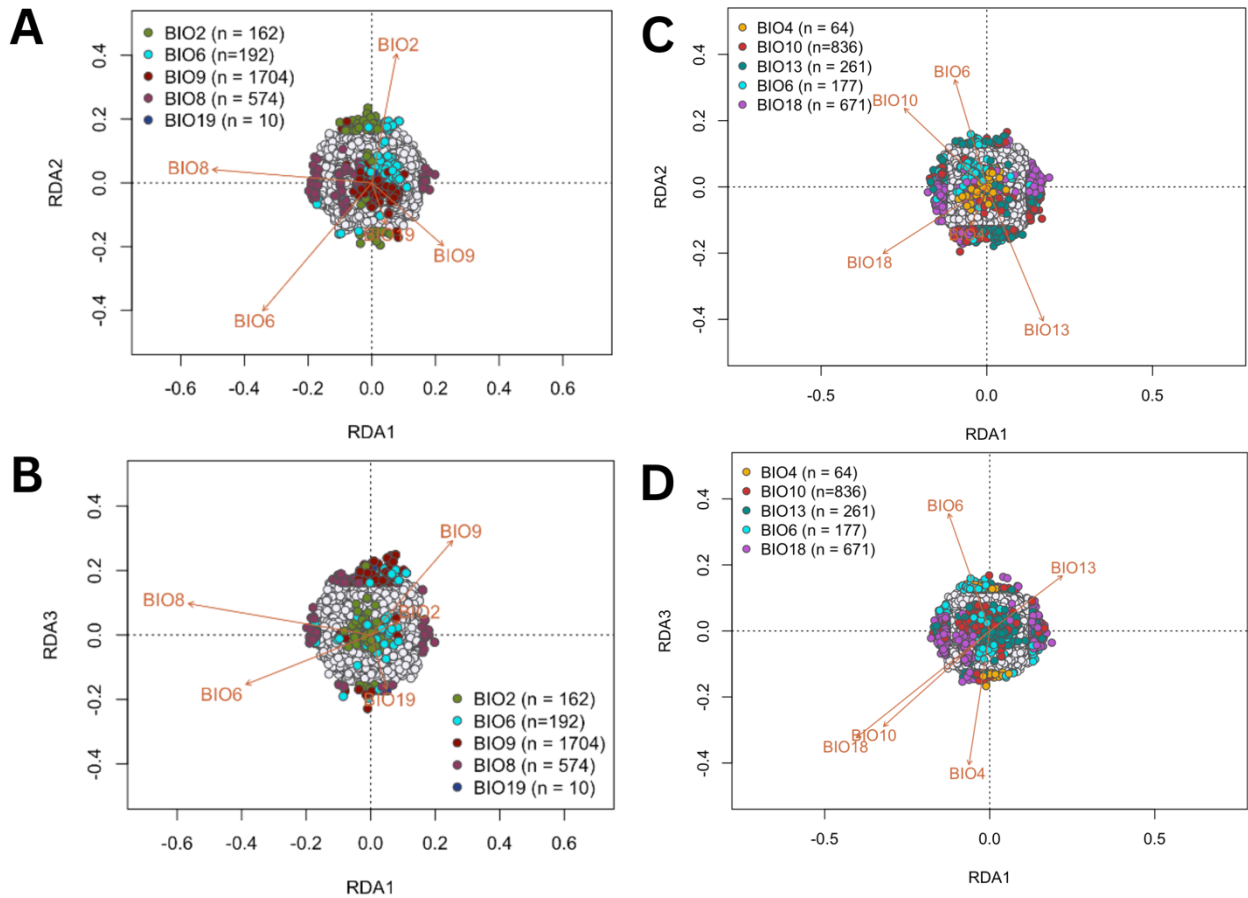 A
BIO2 (n = 162)
BIO6 (n=192)
BIO9 (n = 1704)
BIO8 (n = 574)
BIO19 (n = 10)
BIO2
BIO8
BIO9
BIO6
RDA2
0.4
0.2
0.0
-0.2
-0.4
-0.6 -0.4 -0.2 0.0 0.2 0.4 0.6
RDA1
C
BIO4 (n = 64)
BIO10 (n=836)
BIO13 (n = 261)
BIO6 (n = 177)
BIO18 (n = 671)
BIO6
BIO10
BIO18
BIO13
RDA2
0.4
0.2
0.0
-0.2
-0.4
-0.5 0.0 0.5
RDA1
B
BIO9
BIO8
BIO2
BIO6
BIO19
BIO2 (n = 162)
BIO6 (n=192)
BIO9 (n = 1704)
BIO8 (n = 574)
BIO19 (n = 10)
RDA3
0.4
0.2
0.0
-0.2
-0.4
-0.6 -0.4 -0.2 0.0 0.2 0.4 0.6
RDA1
D
BIO4 (n = 64)
BIO10 (n=836)
BIO13 (n = 261)
BIO6 (n = 177)
BIO18 (n = 671)
BIO6
BIO13
BIO10
BIO18
BIO4
RDA3
0.4
0.2
0.0
-0.2
-0.4
-0.5 0.0 0.5
RDA1